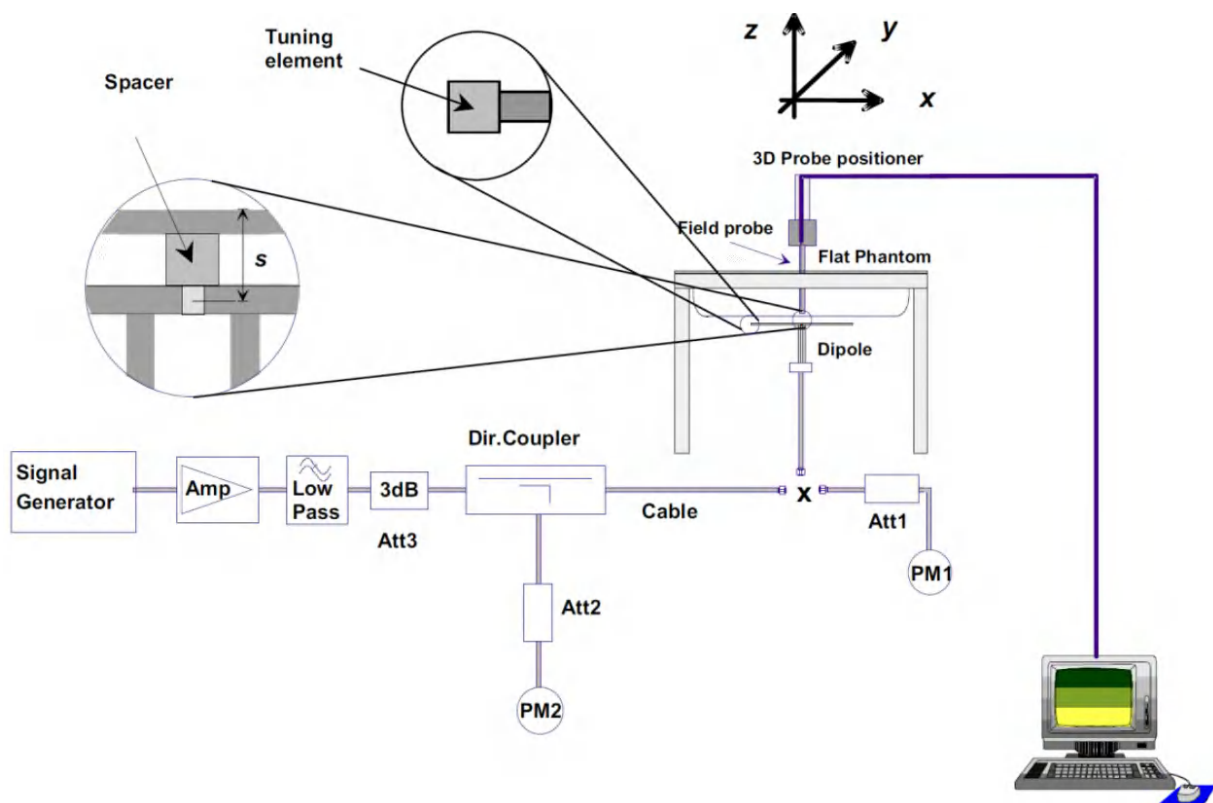 Tuning
element
Spacer
s
z
y
x
3D Probe positioner
Field probe
Flat Phantom
Dipole
Dir.Coupler
Signal
Generator
Amp
Low
Pass
3dB
Att3
Cable
x
Att1
PM1
Att2
PM2